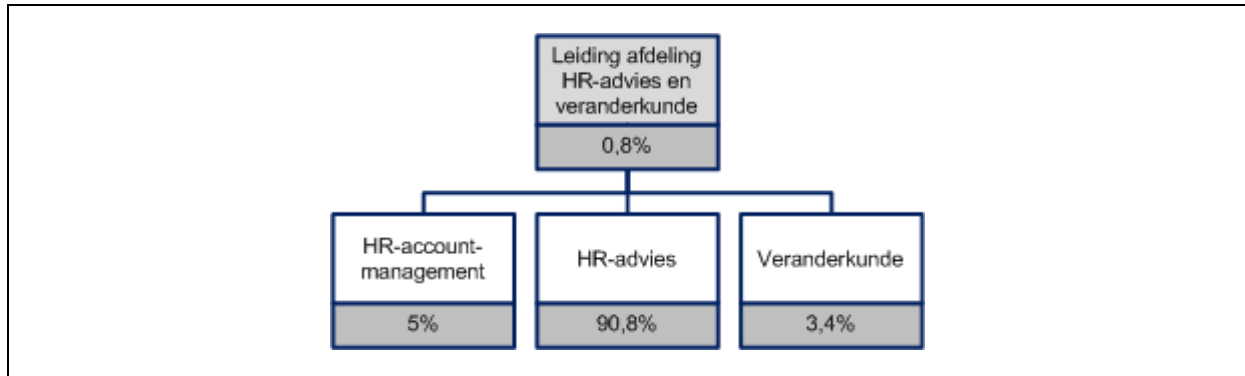 Leiding afdeling
HR-advies en
veranderkunde
0,8%
HR-account-
management
5%
HR-advies
90,8%
Veranderkunde
3,4%